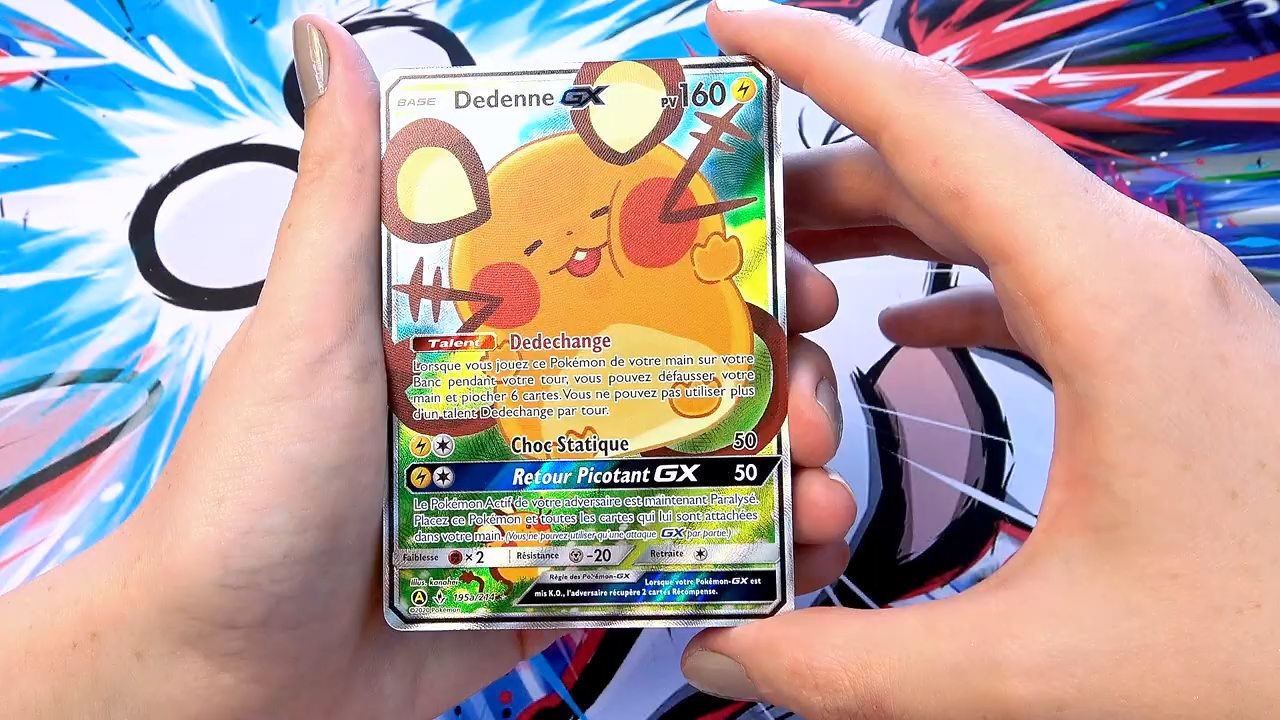 BASE Dedenne GX PV 160
Talent Dedechange
Lorsque vous jouez ce Pokémon de votre main sur votre
Banc pendant votre tour, vous pouvez défausser votre
main et piocher 6 cartes. Vous ne pouvez pas utiliser plus
d'un talent Dedechange par tour.
Choc Statique 50
Retour Picotant GX 50
Le Pokémon Actif de votre adversaire est maintenant Paralysé.
Placez ce Pokémon et toutes les cartes qui lui sont attachées
dans votre main. (Vous ne pouvez utiliser qu'une attaque GX par partie.)
Faiblesse ×2 Résistance -20 Retraite
Illus. kanahei
Règle des Pokémon-GX Lorsque votre Pokémon-GX est
mis K.O., l'adversaire récupère 2 cartes Récompense.
A 195a/214
©2020 Pokémon